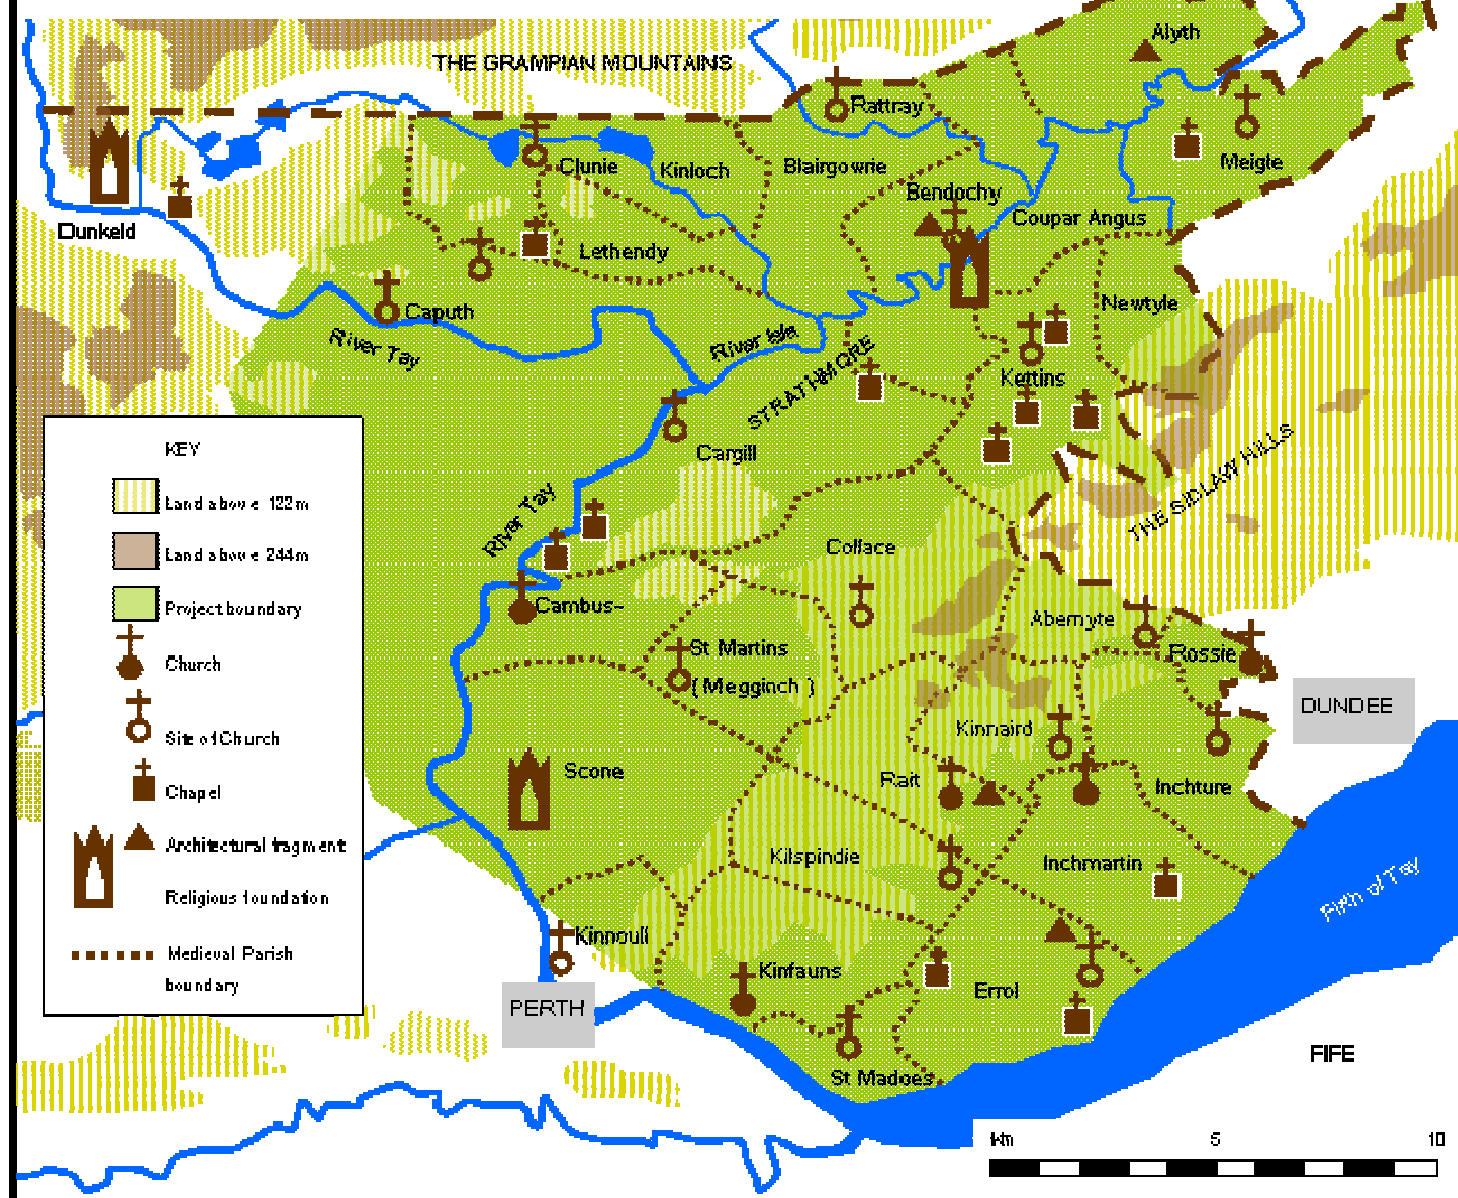 Alyth
THE GRAMPIAN MOUNTAINS
Rattray
Clunie
Kinloch
Blairgowrie
Meigle
Bendochy
Coupar Angus
Dunkeld
Lethendy
Newtyle
Caputh
River Tay
River Isle
STRATHMORE
Kettins
Cargill
THE SIDLAW HILLS
River Tay
Collace
Cambus-
Abernyte
St Martins
(Megginch)
Rossie
DUNDEE
Kinnaird
Scone
Rait
Inchture
Kilspindie
Inchmartin
Firth of Tay
Kinnoull
Kinfauns
Errol
PERTH
St Madoes
FIFE
KEY
Land above 122m
Land above 244m
Project boundary
Church
Site of Church
Chapel
Architectural fragment
Religious foundation
Medieval Parish
boundary
1km 5 10